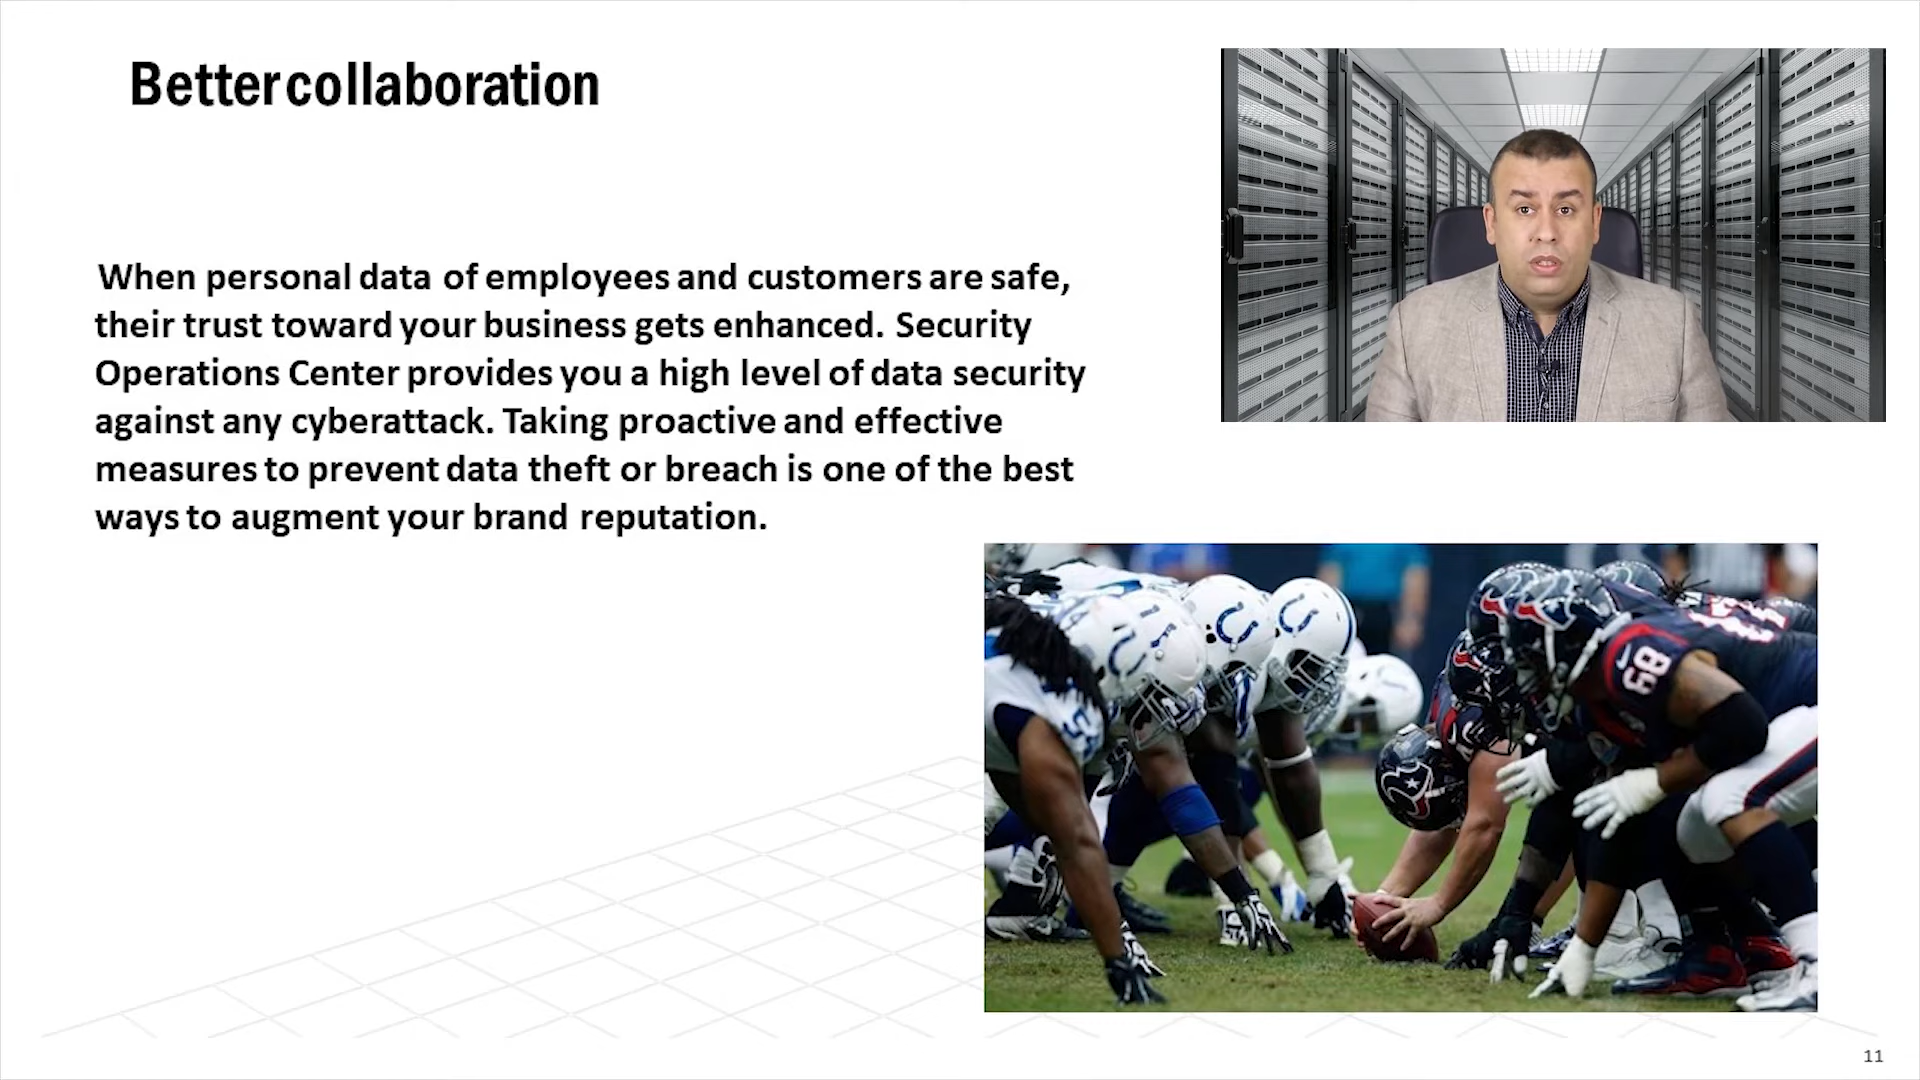 Better collaboration
When personal data of employees and customers are safe,
their trust toward your business gets enhanced. Security
Operations Center provides you a high level of data security
against any cyberattack. Taking proactive and effective
measures to prevent data theft or breach is one of the best
ways to augment your brand reputation.
68
11